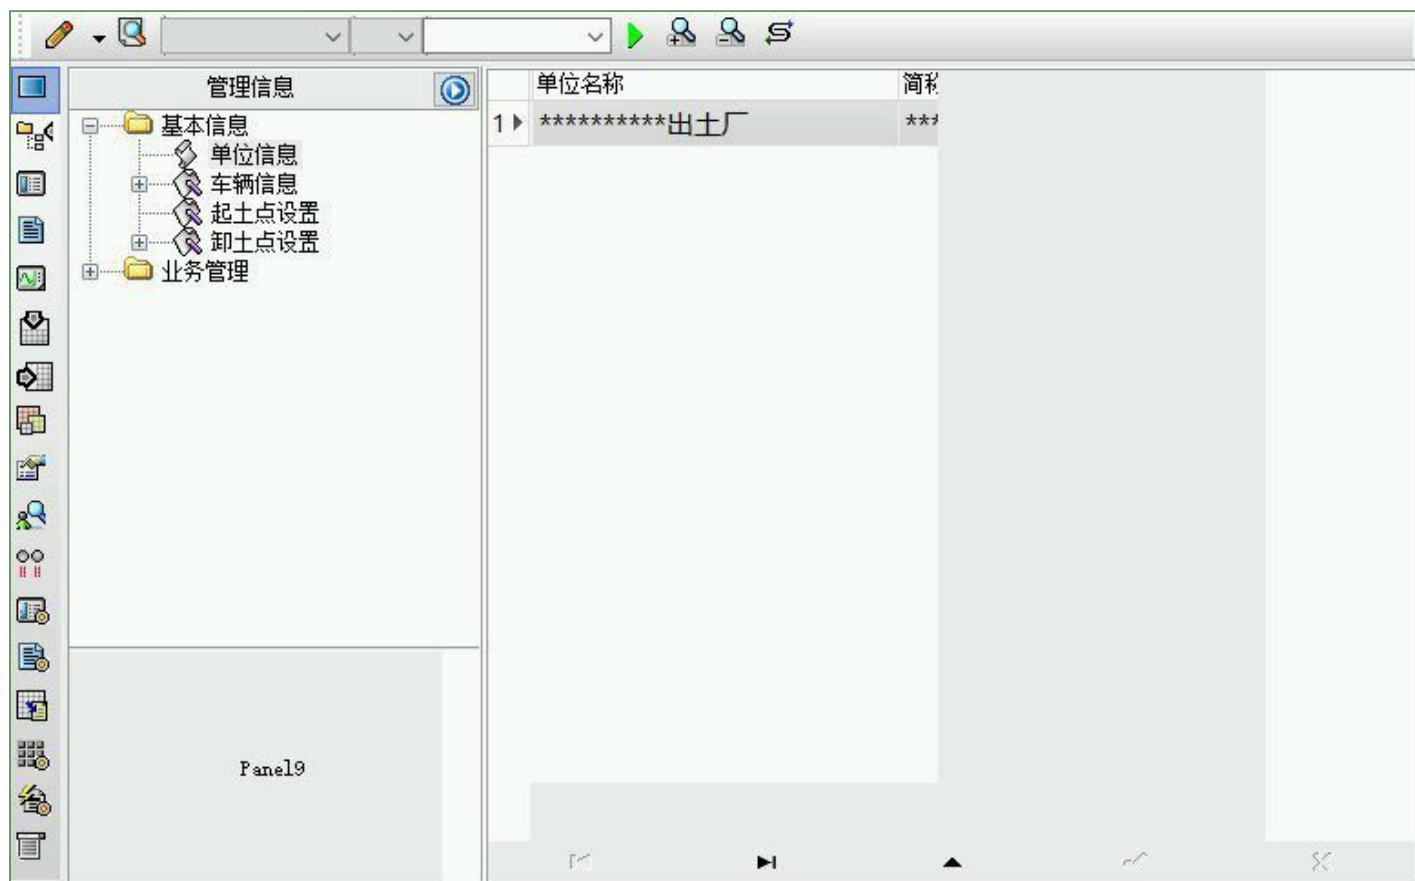 管理信息
基本信息
单位信息
车辆信息
起土点设置
卸土点设置
业务管理
Panel9
单位名称 简称
1 **********出土厂 ***